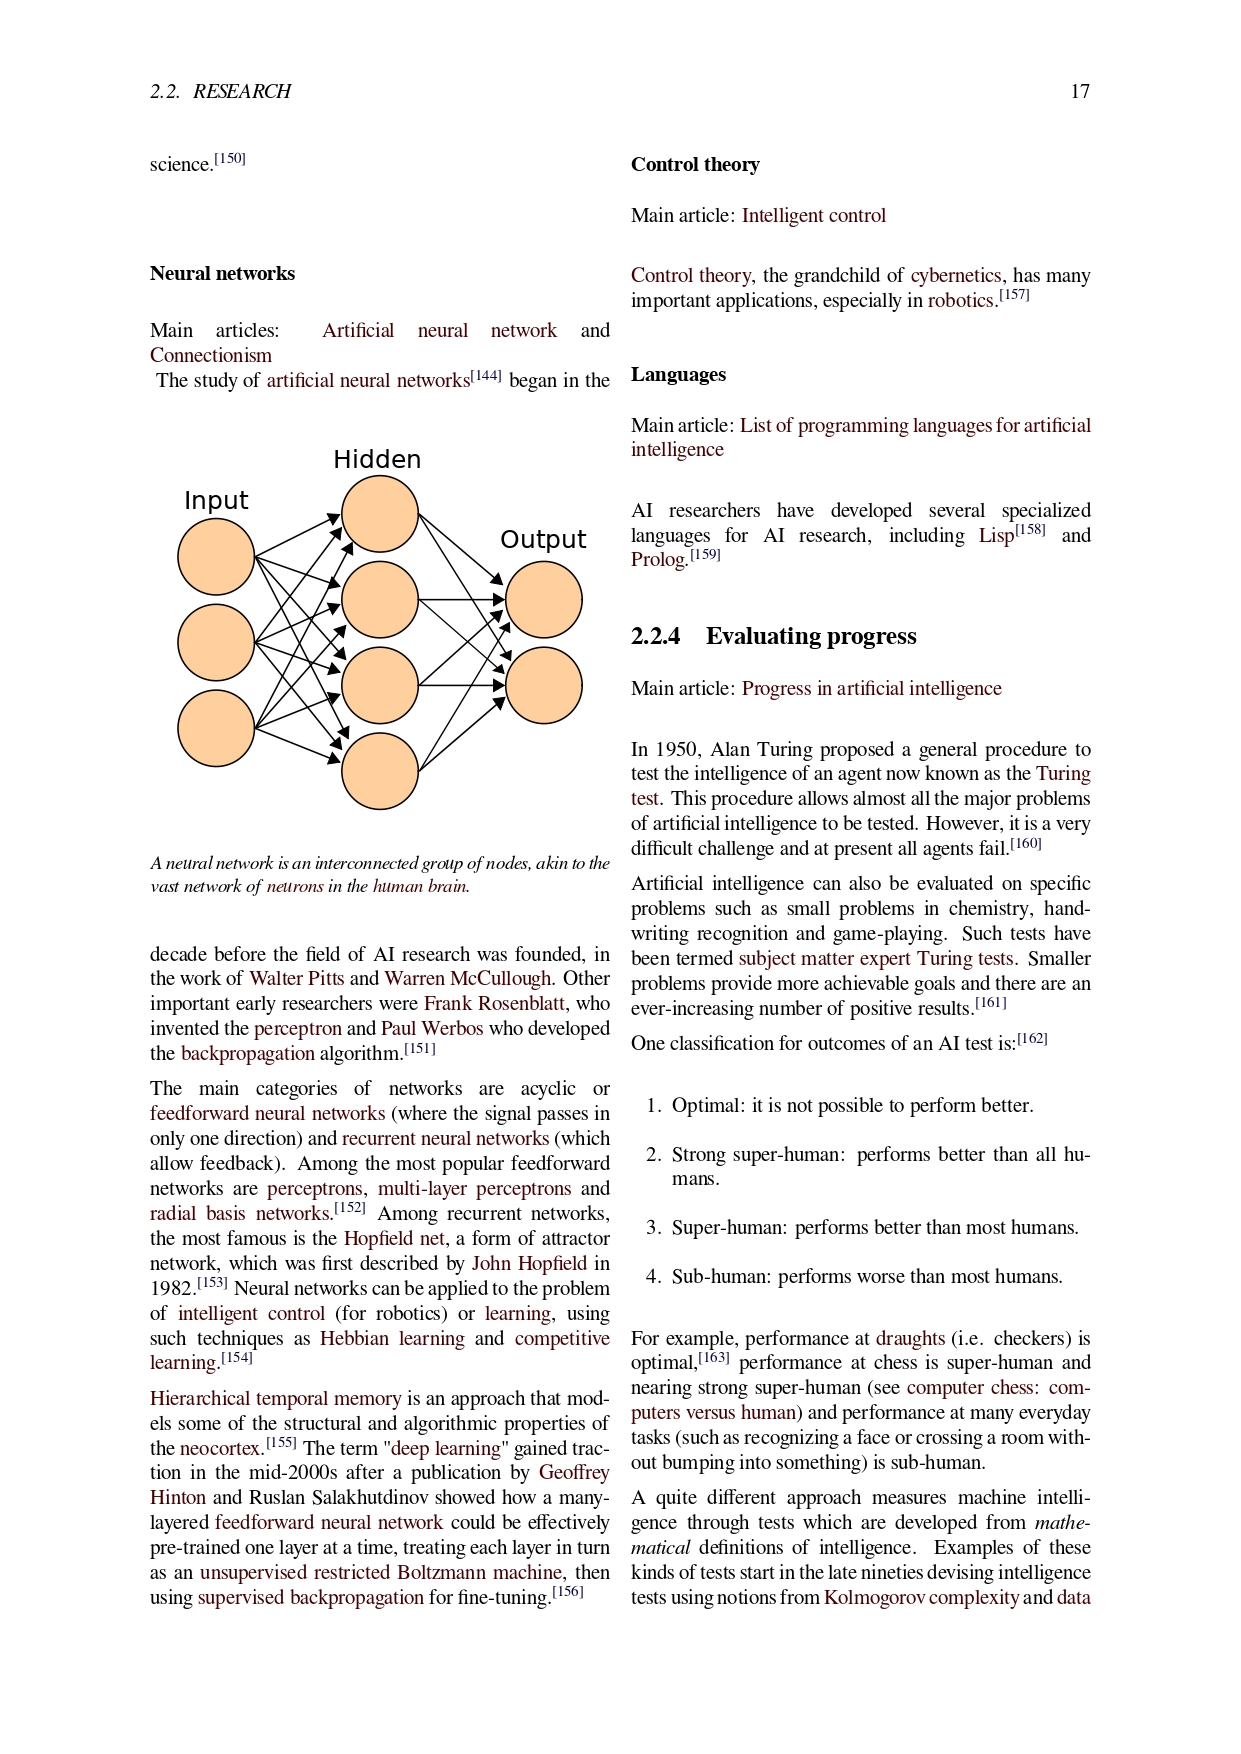 2.2. RESEARCH
17
science.[150]
Neural networks
Main articles: Artificial neural network and
Connectionism
The study of artificial neural networks[144] began in the
Hidden
Input
Output
A neural network is an interconnected group of nodes, akin to the
vast network of neurons in the human brain.
decade before the field of AI research was founded, in
the work of Walter Pitts and Warren McCullough. Other
important early researchers were Frank Rosenblatt, who
invented the perceptron and Paul Werbos who developed
the backpropagation algorithm.[151]
The main categories of networks are acyclic or
feedforward neural networks (where the signal passes in
only one direction) and recurrent neural networks (which
allow feedback). Among the most popular feedforward
networks are perceptrons, multi-layer perceptrons and
radial basis networks.[152] Among recurrent networks,
the most famous is the Hopfield net, a form of attractor
network, which was first described by John Hopfield in
1982.[153] Neural networks can be applied to the problem
of intelligent control (for robotics) or learning, using
such techniques as Hebbian learning and competitive
learning.[154]
Hierarchical temporal memory is an approach that mod-
els some of the structural and algorithmic properties of
the neocortex.[155] The term "deep learning" gained trac-
tion in the mid-2000s after a publication by Geoffrey
Hinton and Ruslan Salakhutdinov showed how a many-
layered feedforward neural network could be effectively
pre-trained one layer at a time, treating each layer in turn
as an unsupervised restricted Boltzmann machine, then
using supervised backpropagation for fine-tuning.[156]
Control theory
Main article: Intelligent control
Control theory, the grandchild of cybernetics, has many
important applications, especially in robotics.[157]
Languages
Main article: List of programming languages for artificial
intelligence
AI researchers have developed several specialized
languages for AI research, including Lisp[158] and
Prolog.[159]
2.2.4 Evaluating progress
Main article: Progress in artificial intelligence
In 1950, Alan Turing proposed a general procedure to
test the intelligence of an agent now known as the Turing
test. This procedure allows almost all the major problems
of artificial intelligence to be tested. However, it is a very
difficult challenge and at present all agents fail.[160]
Artificial intelligence can also be evaluated on specific
problems such as small problems in chemistry, hand-
writing recognition and game-playing. Such tests have
been termed subject matter expert Turing tests. Smaller
problems provide more achievable goals and there are an
ever-increasing number of positive results.[161]
One classification for outcomes of an AI test is:[162]
1. Optimal: it is not possible to perform better.
2. Strong super-human: performs better than all hu-
mans.
3. Super-human: performs better than most humans.
4. Sub-human: performs worse than most humans.
For example, performance at draughts (i.e. checkers) is
optimal,[163] performance at chess is super-human and
nearing strong super-human (see computer chess: com-
puters versus human) and performance at many everyday
tasks (such as recognizing a face or crossing a room with-
out bumping into something) is sub-human.
A quite different approach measures machine intelli-
gence through tests which are developed from mathe-
matical definitions of intelligence. Examples of these
kinds of tests start in the late nineties devising intelligence
tests using notions from Kolmogorov complexity and data